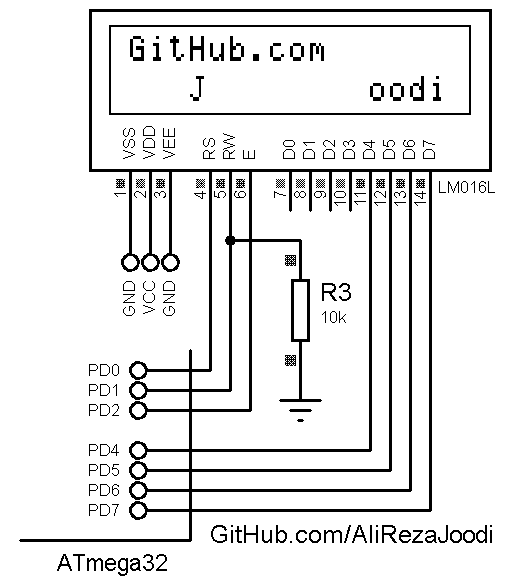 GitHub.com
J oodi
VSS VDD VEE RS RW E D0 D1 D2 D3 D4 D5 D6 D7
1 2 3 4 5 6 7 8 9 10 11 12 13 14
LM016L
GND VCC GND
R3
10k
PD0
PD1
PD2
PD4
PD5
PD6
PD7
GitHub.com/AliRezaJoodi
ATmega32